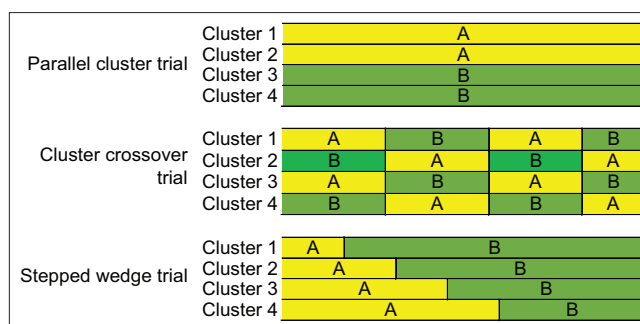 Parallel cluster trial
Cluster 1 A
Cluster 2 A
Cluster 3 B
Cluster 4 B
Cluster crossover
trial
Cluster 1 A B A B
Cluster 2 B A B A
Cluster 3 A B A B
Cluster 4 B A B A
Stepped wedge trial
Cluster 1 A B
Cluster 2 A B
Cluster 3 A B
Cluster 4 A B